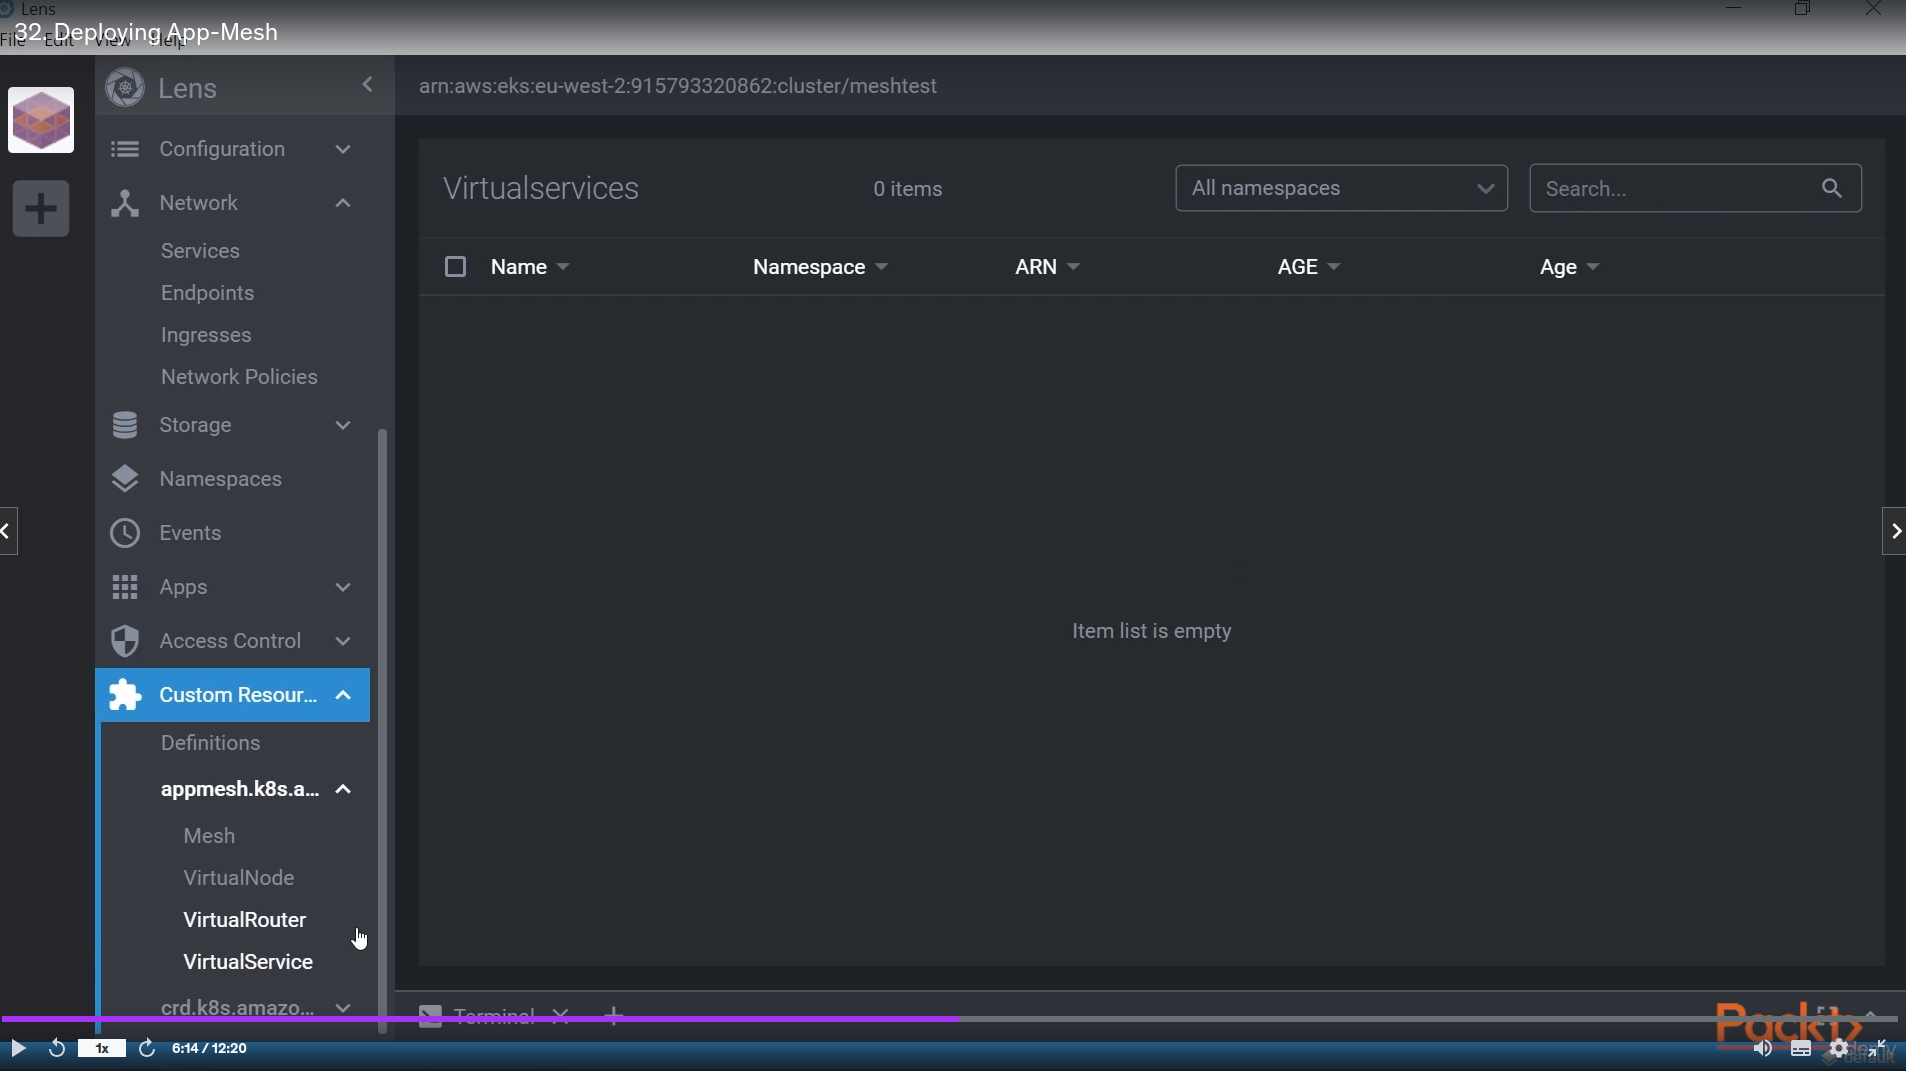 Lens
32. Deploying App-Mesh
File Edit View Help
Lens
arn:aws:eks:eu-west-2:915793320862:cluster/meshtest
Configuration
Network
Services
Endpoints
Ingresses
Network Policies
Storage
Namespaces
Events
Apps
Access Control
Custom Resour...
Definitions
appmesh.k8s.a...
Mesh
VirtualNode
VirtualRouter
VirtualService
crd.k8s.amazo...
Virtualservices
0 items
All namespaces
Search...
Name
Namespace
ARN
AGE
Age
Item list is empty
Terminal
Packt
1x
6:14 / 12:20
default